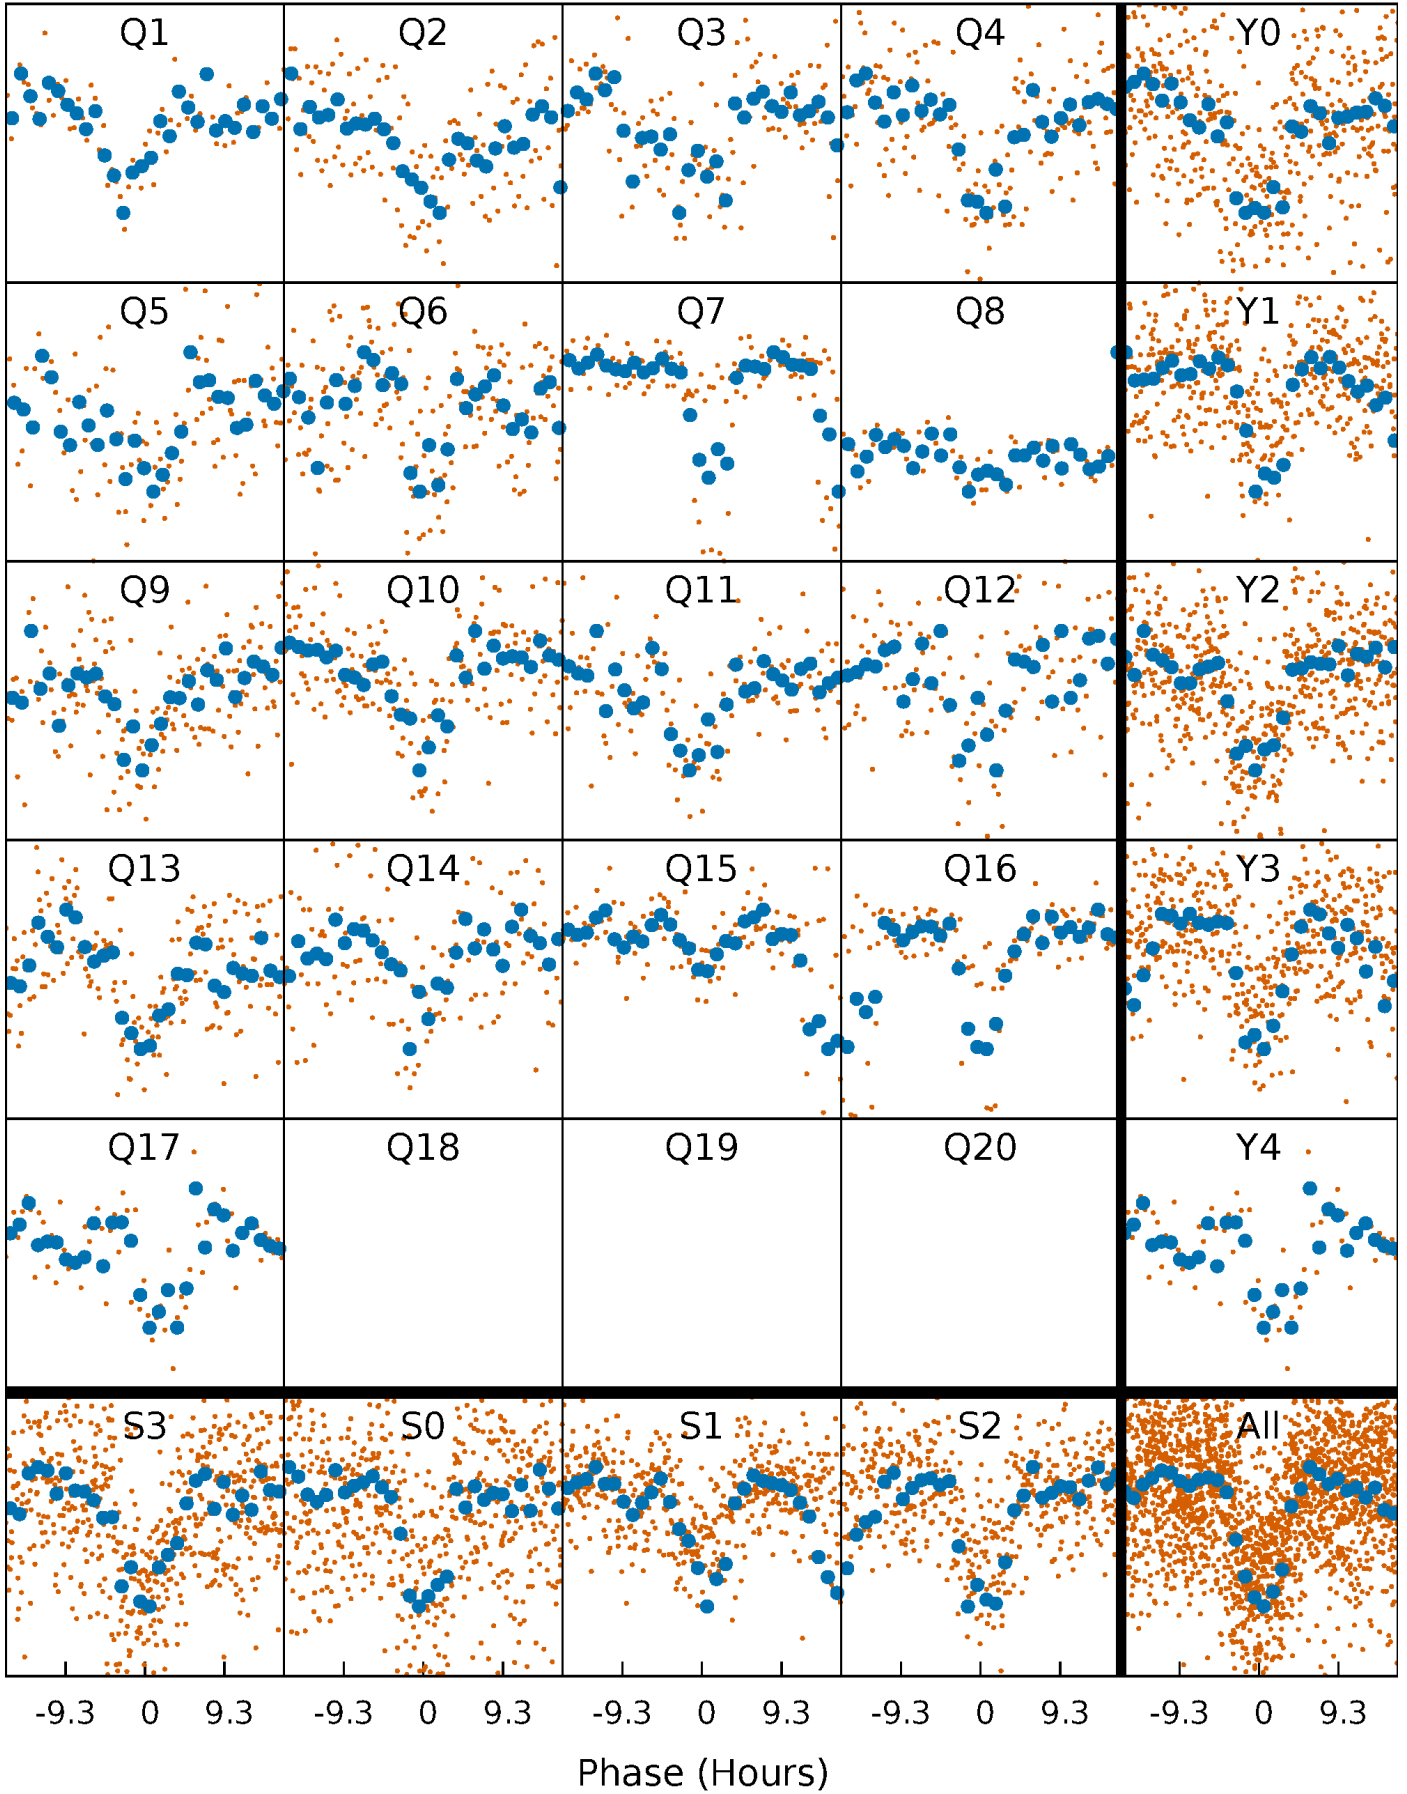 Q1 Q2 Q3 Q4 Y0
Q5 Q6 Q7 Q8 Y1
Q9 Q10 Q11 Q12 Y2
Q13 Q14 Q15 Q16 Y3
Q17 Q18 Q19 Q20 Y4
S3 S0 S1 S2 All
-9.3 0 9.3 -9.3 0 9.3 -9.3 0 9.3 -9.3 0 9.3 -9.3 0 9.3
Phase (Hours)